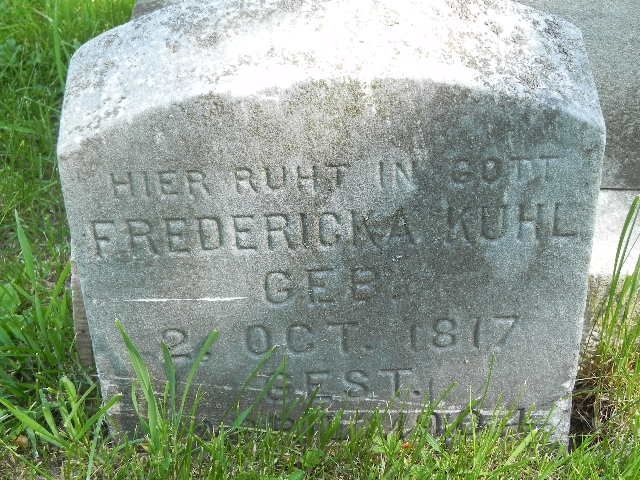 HIER RUHT IN GOTT
FREDERICKA KUHL
GEB.
2. OCT. 1817
GEST.